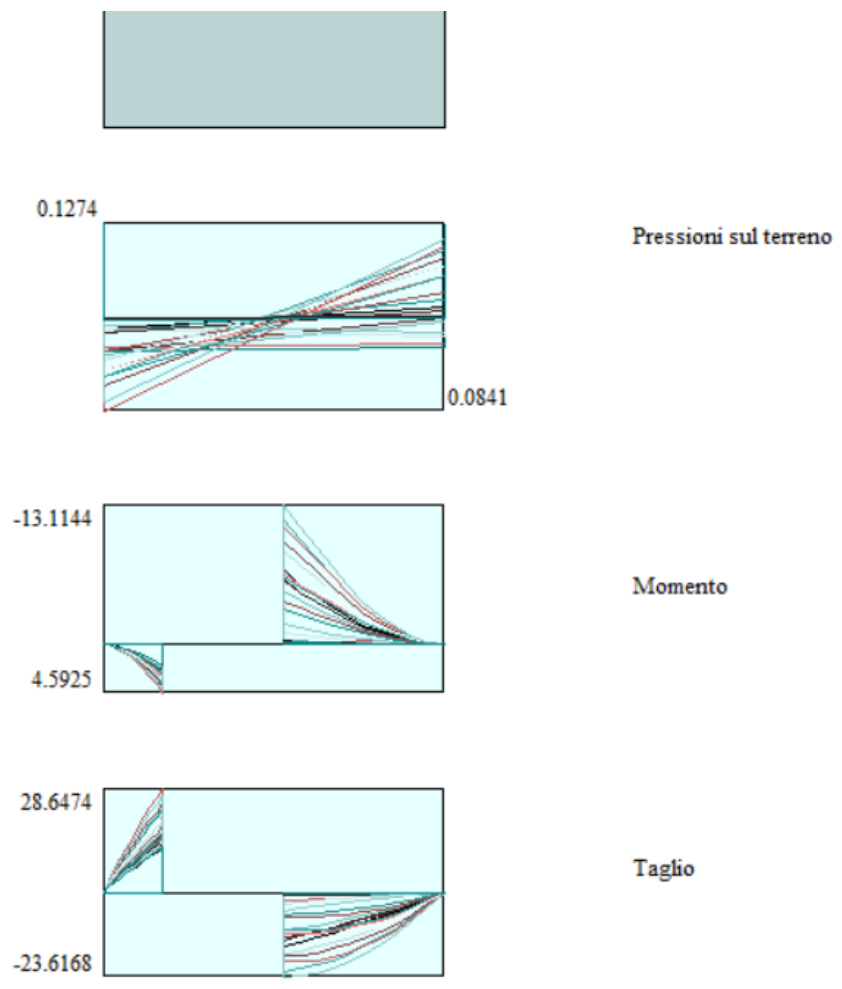 0.1274
Pressioni sul terreno
0.0841
-13.1144
Momento
4.5925
28.6474
Taglio
-23.6168